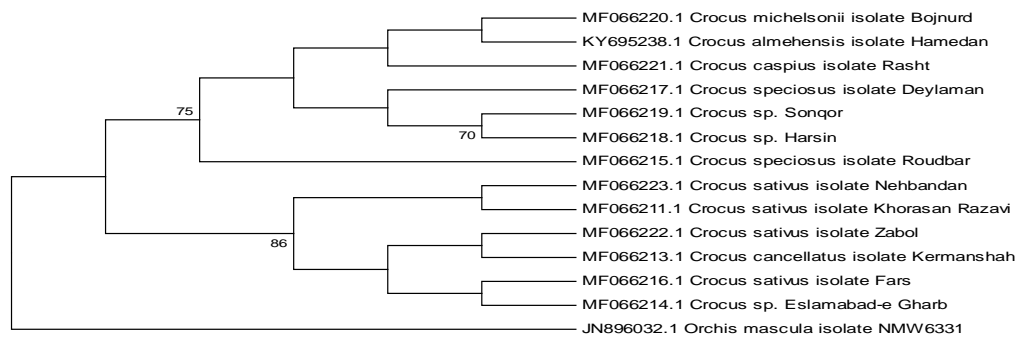 MF066220.1 Crocus michelsonii isolate Bojnurd
KY695238.1 Crocus almehensis isolate Hamedan
MF066221.1 Crocus caspius isolate Rasht
MF066217.1 Crocus speciosus isolate Deylaman
75
MF066219.1 Crocus sp. Sonqor
70
MF066218.1 Crocus sp. Harsin
MF066215.1 Crocus speciosus isolate Roudbar
MF066223.1 Crocus sativus isolate Nehbandan
MF066211.1 Crocus sativus isolate Khorasan Razavi
MF066222.1 Crocus sativus isolate Zabol
86
MF066213.1 Crocus cancellatus isolate Kermanshah
MF066216.1 Crocus sativus isolate Fars
MF066214.1 Crocus sp. Eslamabad-e Gharb
JN896032.1 Orchis mascula isolate NMW6331